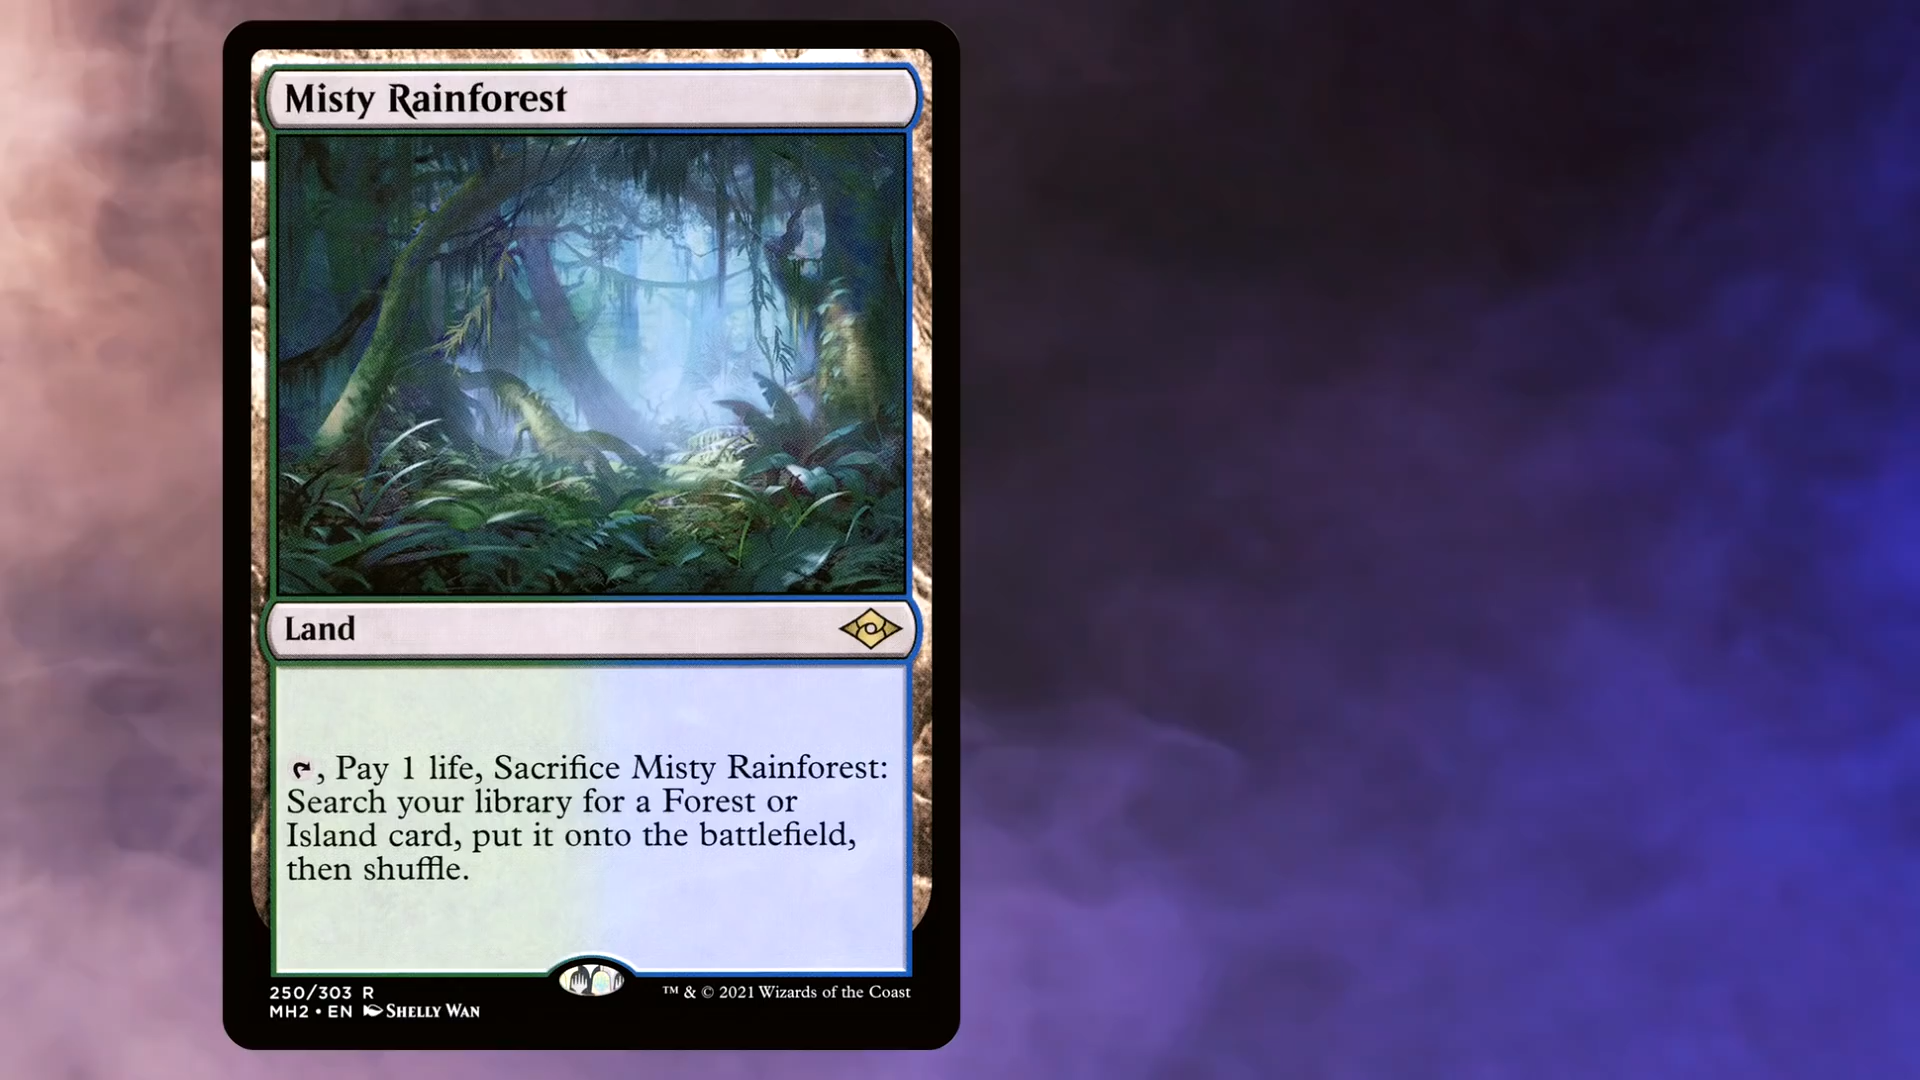 Misty Rainforest
Land
, Pay 1 life, Sacrifice Misty Rainforest:
Search your library for a Forest or
Island card, put it onto the battlefield,
then shuffle.
250/303 R
MH2 • EN SHELLY WAN
™ & © 2021 Wizards of the Coast